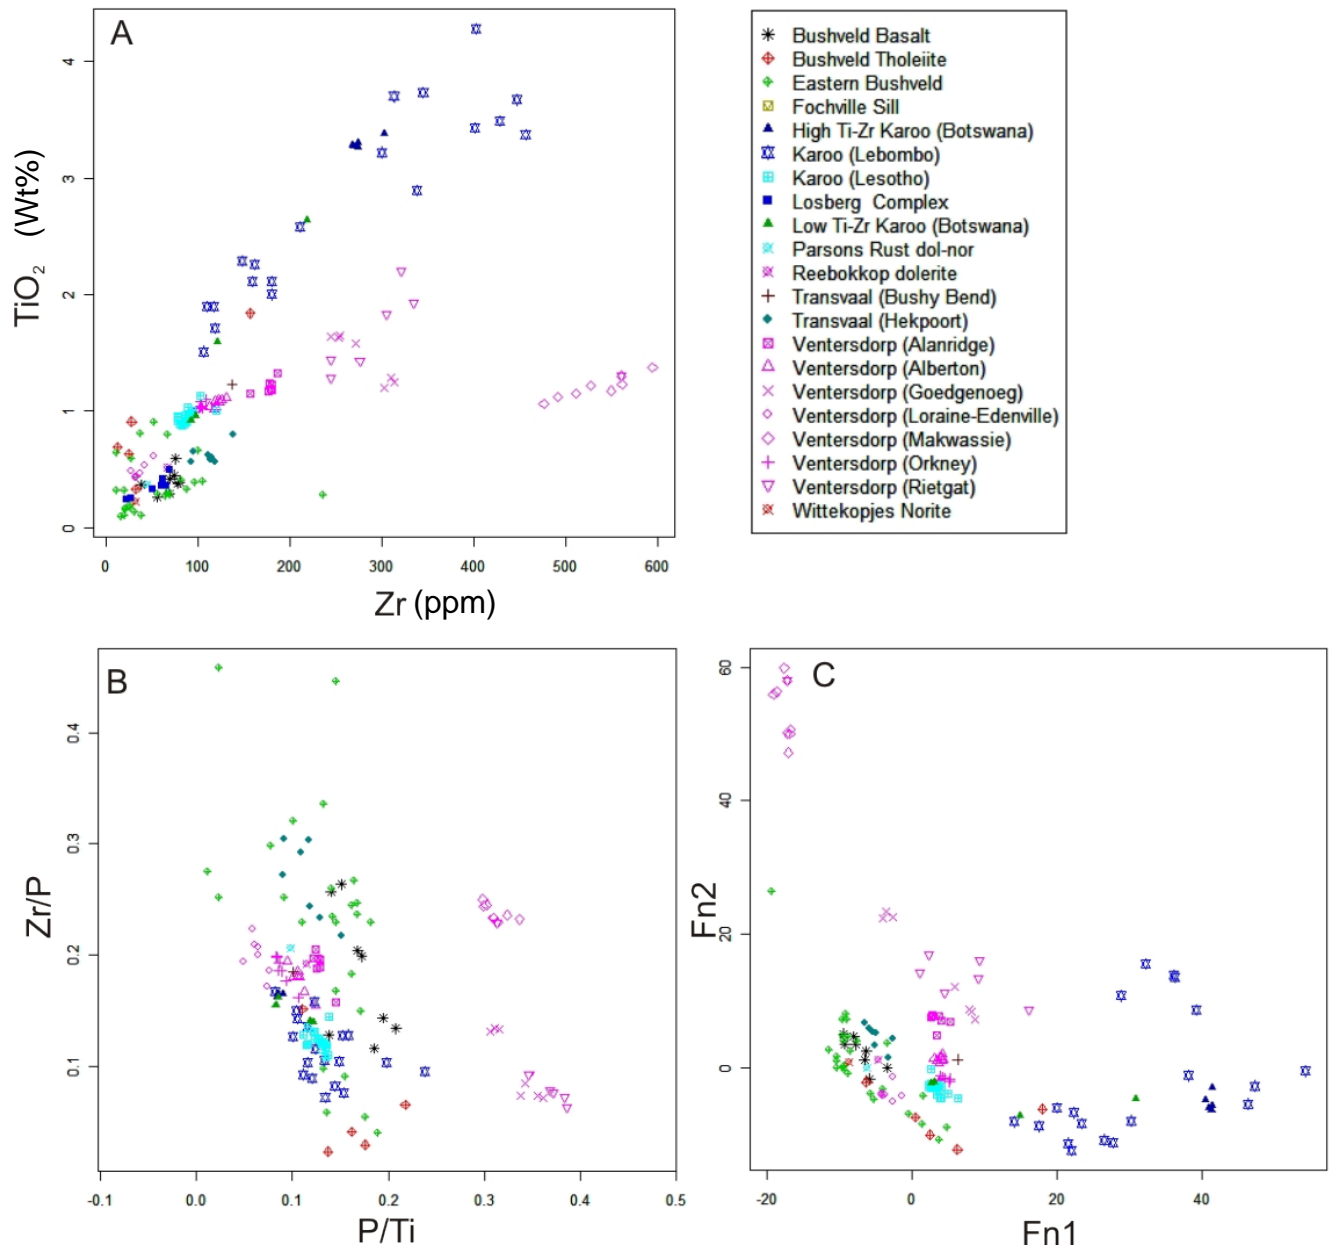 A
4
3
2
1
0
TiO₂ (Wt%)
0 100 200 300 400 500 600
Zr (ppm)
Bushveld Basalt
Bushveld Tholeiite
Eastern Bushveld
Fochville Sill
High Ti-Zr Karoo (Botswana)
Karoo (Lebombo)
Karoo (Lesotho)
Losberg Complex
Low Ti-Zr Karoo (Botswana)
Parsons Rust dol-nor
Reebokkop dolerite
Transvaal (Bushy Bend)
Transvaal (Hekpoort)
Ventersdorp (Alanridge)
Ventersdorp (Alberton)
Ventersdorp (Goedgenoeg)
Ventersdorp (Loraine-Edenville)
Ventersdorp (Makwassie)
Ventersdorp (Orkney)
Ventersdorp (Rietgat)
Wittekopjes Norite
B
0.4
0.3
0.2
0.1
Zr/P
-0.1 0.0 0.1 0.2 0.3 0.4 0.5
P/Ti
C
60
40
20
0
Fn2
-20 0 20 40
Fn1